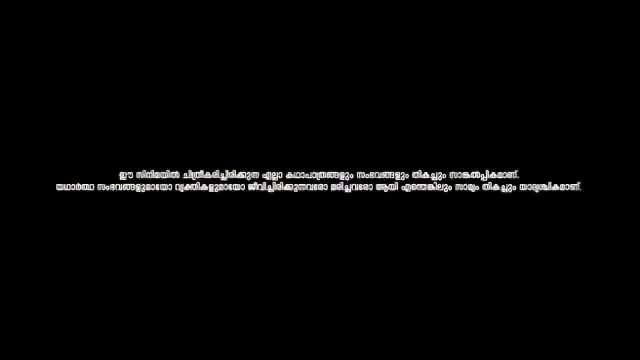 ഈ സിനിമയിൽ ചിത്രീകരിച്ചിരിക്കുന്ന എല്ലാ കഥാപാത്രങ്ങളും സംഭവങ്ങളും തികച്ചും സാങ്കൽപ്പികമാണ്.
യഥാർത്ഥ സംഭവങ്ങളുമായോ വ്യക്തികളുമായോ ജീവിച്ചിരിക്കുന്നവരോ മരിച്ചവരോ ആയി എന്തെങ്കിലും സാമ്യം തികച്ചും യാദൃശ്ചികമാണ്.